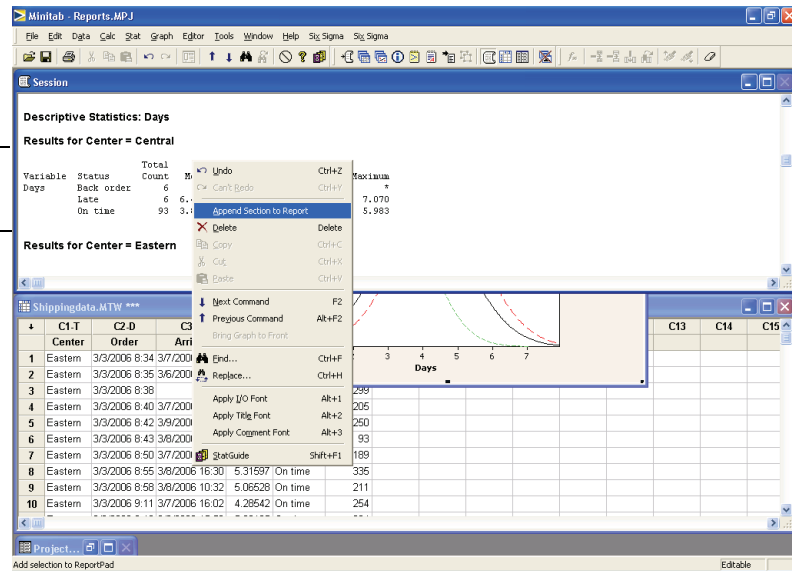 Minitab - Reports.MPJ
File Edit Data Calc Stat Graph Editor Tools Window Help Six Sigma Six Sigma
Session
Descriptive Statistics: Days
Results for Center = Central
Total
Variable Status Count Maximum
Days Back order 6 *
Late 6 6. 7.070
On time 93 3. 5.983
Results for Center = Eastern
Undo Ctrl+Z
Can't Redo Ctrl+Y
Append Section to Report
Delete Delete
Copy Ctrl+C
Cut Ctrl+X
Paste Ctrl+V
Next Command F2
Previous Command Alt+F2
Bring Graph to Front
Find... Ctrl+F
Replace... Ctrl+H
Apply I/O Font Alt+1
Apply Title Font Alt+2
Apply Comment Font Alt+3
StatGuide Shift+F1
3 4 5 6 7
Days
Shippingdata.MTW ***
C1-T C2-D C3 C13 C14 C15
Center Order Arri
1 Eastern 3/3/2006 8:34 3/7/200
2 Eastern 3/3/2006 8:35 3/6/200
3 Eastern 3/3/2006 8:38 299
4 Eastern 3/3/2006 8:40 3/7/200 205
5 Eastern 3/3/2006 8:42 3/9/200 250
6 Eastern 3/3/2006 8:43 3/8/200 93
7 Eastern 3/3/2006 8:50 3/7/200 189
8 Eastern 3/3/2006 8:55 3/8/2006 16:30 5.31597 On time 335
9 Eastern 3/3/2006 8:58 3/8/2006 10:32 5.06528 On time 211
10 Eastern 3/3/2006 9:11 3/7/2006 16:02 4.28542 On time 254
Project...
Add selection to ReportPad
Editable